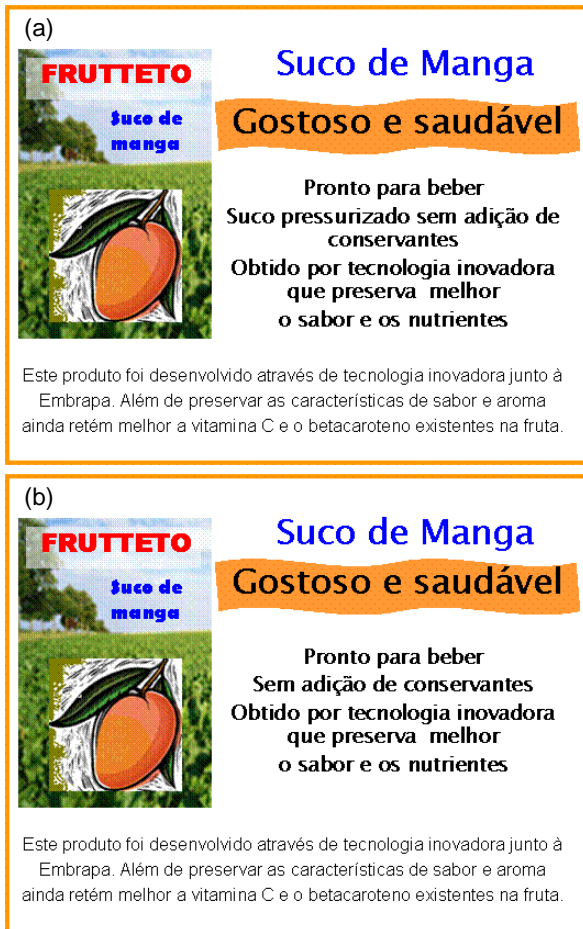 (a)
FRUTTETO
Suco de
manga
Suco de Manga
Gostoso e saudável
Pronto para beber
Suco pressurizado sem adição de
conservantes
Obtido por tecnologia inovadora
que preserva melhor
o sabor e os nutrientes
Este produto foi desenvolvido através de tecnologia inovadora junto à
Embrapa. Além de preservar as características de sabor e aroma
ainda retém melhor a vitamina C e o betacaroteno existentes na fruta.
(b)
FRUTTETO
Suco de
manga
Suco de Manga
Gostoso e saudável
Pronto para beber
Sem adição de conservantes
Obtido por tecnologia inovadora
que preserva melhor
o sabor e os nutrientes
Este produto foi desenvolvido através de tecnologia inovadora junto à
Embrapa. Além de preservar as características de sabor e aroma
ainda retém melhor a vitamina C e o betacaroteno existentes na fruta.